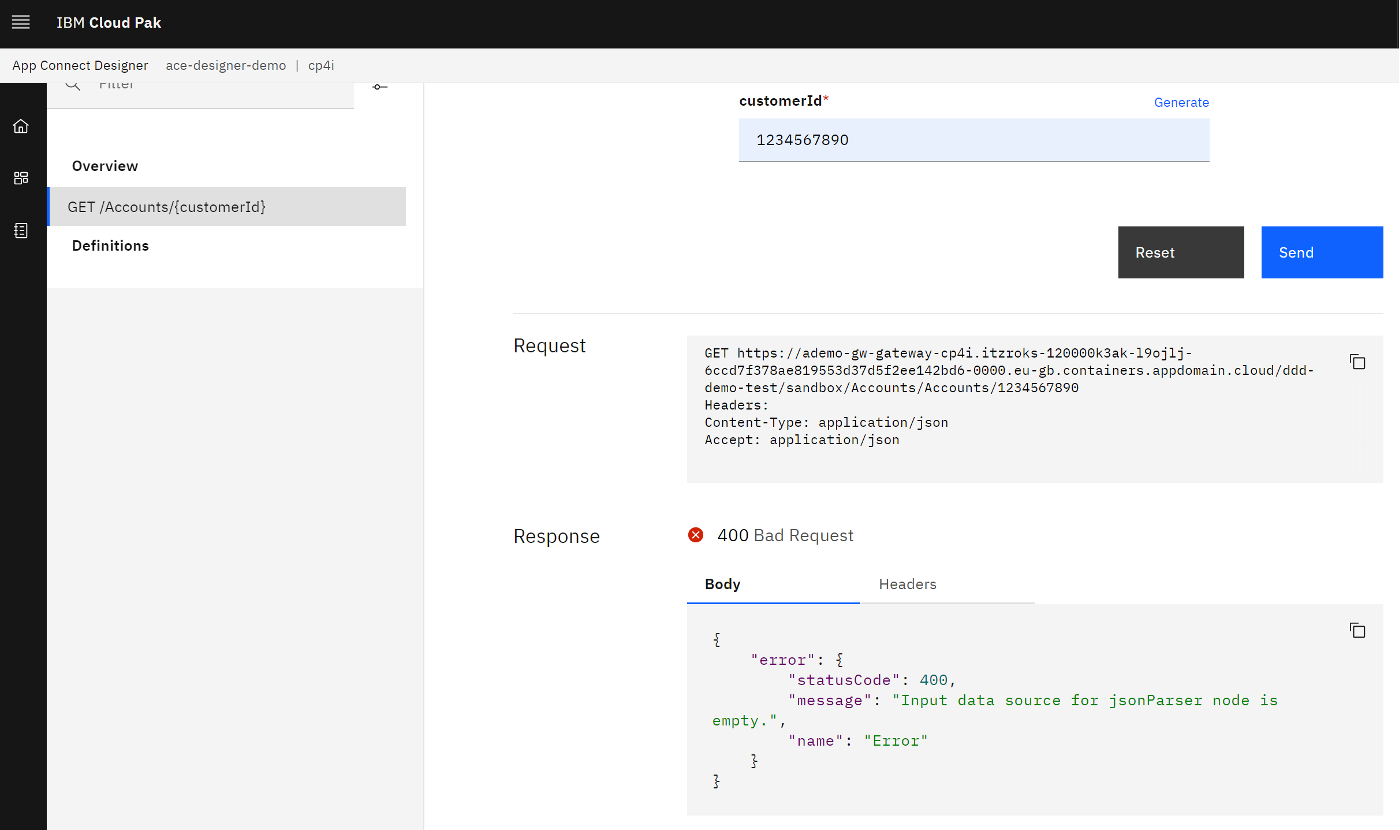 IBM Cloud Pak
App Connect Designer ace-designer-demo | cp4i
Filter
Overview
GET /Accounts/{customerId}
Definitions
customerId*
Generate
1234567890
Reset
Send
Request
GET https://ademo-gw-gateway-cp4i.itzroks-120000k3ak-l9ojlj-
6ccd7f378ae819553d37d5f2ee142bd6-0000.eu-gb.containers.appdomain.cloud/ddd-
demo-test/sandbox/Accounts/Accounts/1234567890
Headers:
Content-Type: application/json
Accept: application/json
Response
400 Bad Request
Body
Headers
{
"error": {
"statusCode": 400,
"message": "Input data source for jsonParser node is
empty.",
"name": "Error"
}
}